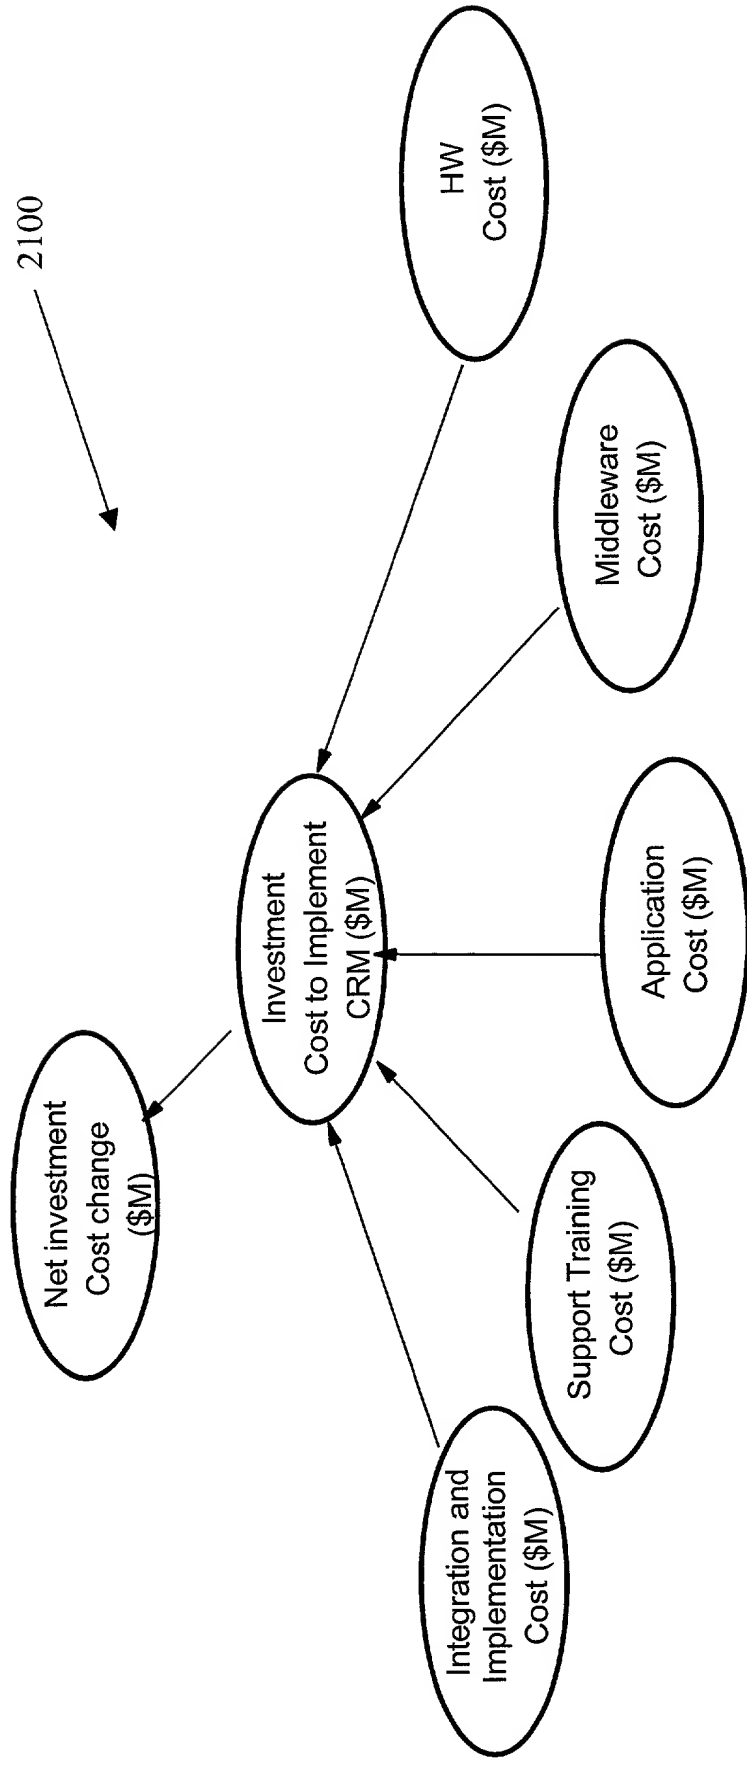 2100
Net investment
Cost change
($M)
Investment
Cost to Implement
CRM ($M)
Integration and
Implementation
Cost ($M)
Support Training
Cost ($M)
Application
Cost ($M)
Middleware
Cost ($M)
HW
Cost ($M)